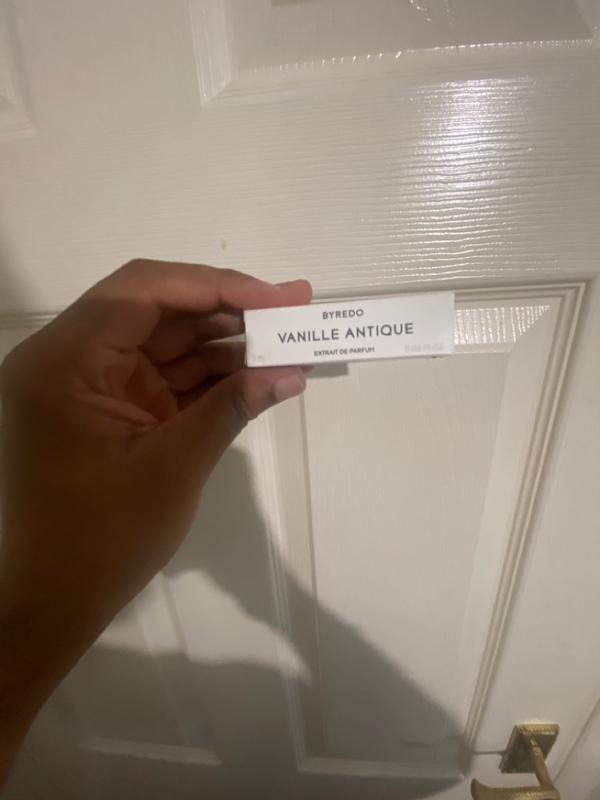 BYREDO
VANILLE ANTIQUE
EXTRAIT DE PARFUM